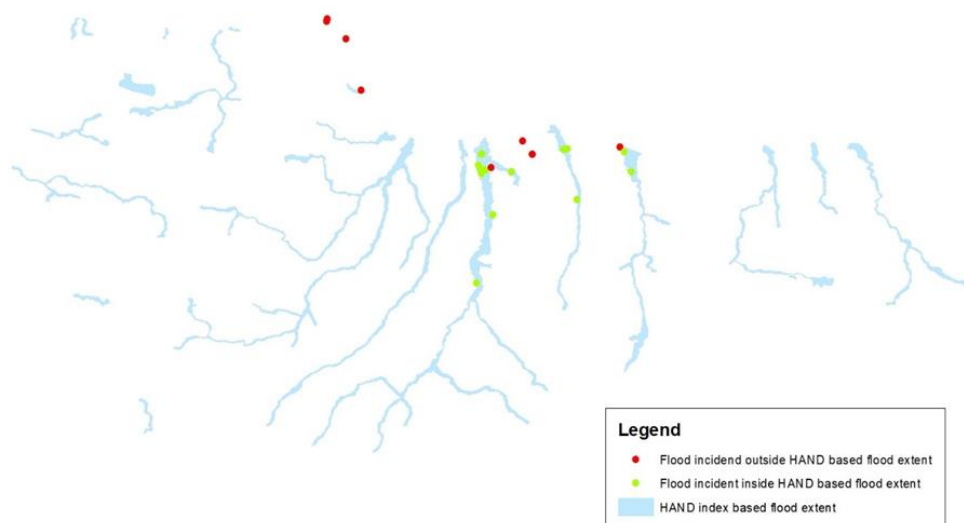 Legend
Flood incidend outside HAND based flood extent
Flood incident inside HAND based flood extent
HAND index based flood extent